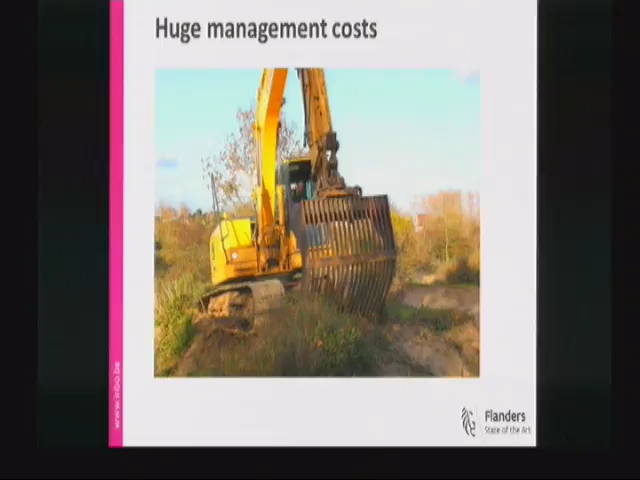 Huge management costs
www.inbo.be
Flanders
State of the Art